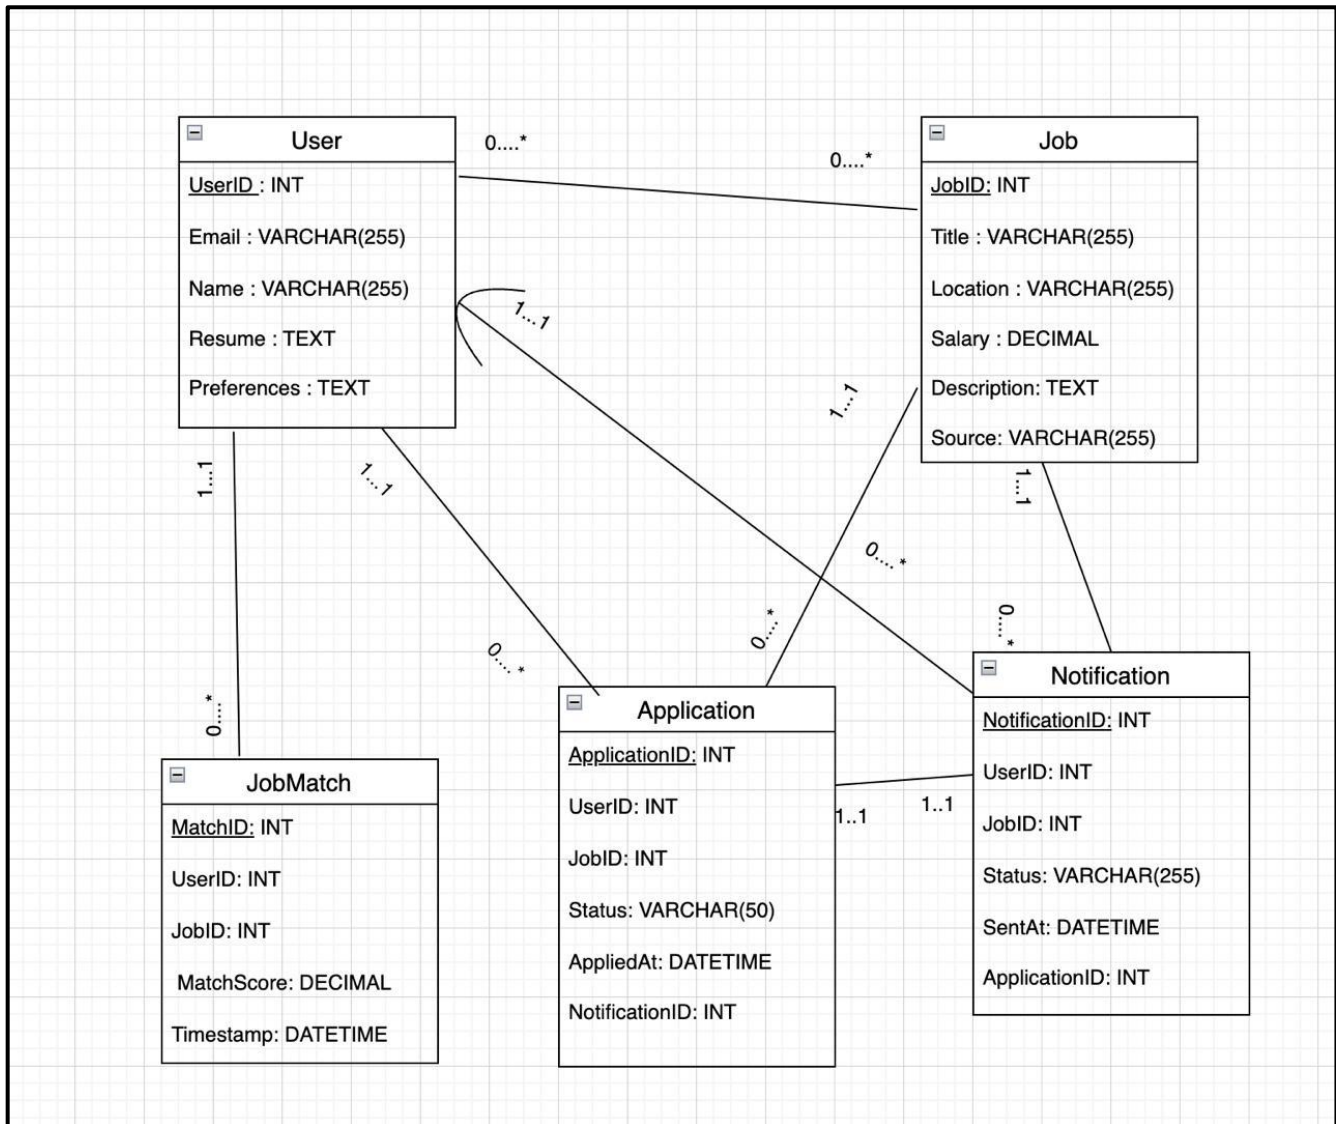 User
UserID : INT
Email : VARCHAR(255)
Name : VARCHAR(255)
Resume : TEXT
Preferences : TEXT
0....*
0....*
Job
JobID: INT
Title : VARCHAR(255)
Location : VARCHAR(255)
Salary : DECIMAL
Description: TEXT
Source: VARCHAR(255)
1...1
1...1
1...1
1...1
1...1
0....*
0....*
0....*
0....*
0....*
JobMatch
MatchID: INT
UserID: INT
JobID: INT
MatchScore: DECIMAL
Timestamp: DATETIME
Application
ApplicationID: INT
UserID: INT
JobID: INT
Status: VARCHAR(50)
AppliedAt: DATETIME
NotificationID: INT
1..1
1..1
Notification
NotificationID: INT
UserID: INT
JobID: INT
Status: VARCHAR(255)
SentAt: DATETIME
ApplicationID: INT